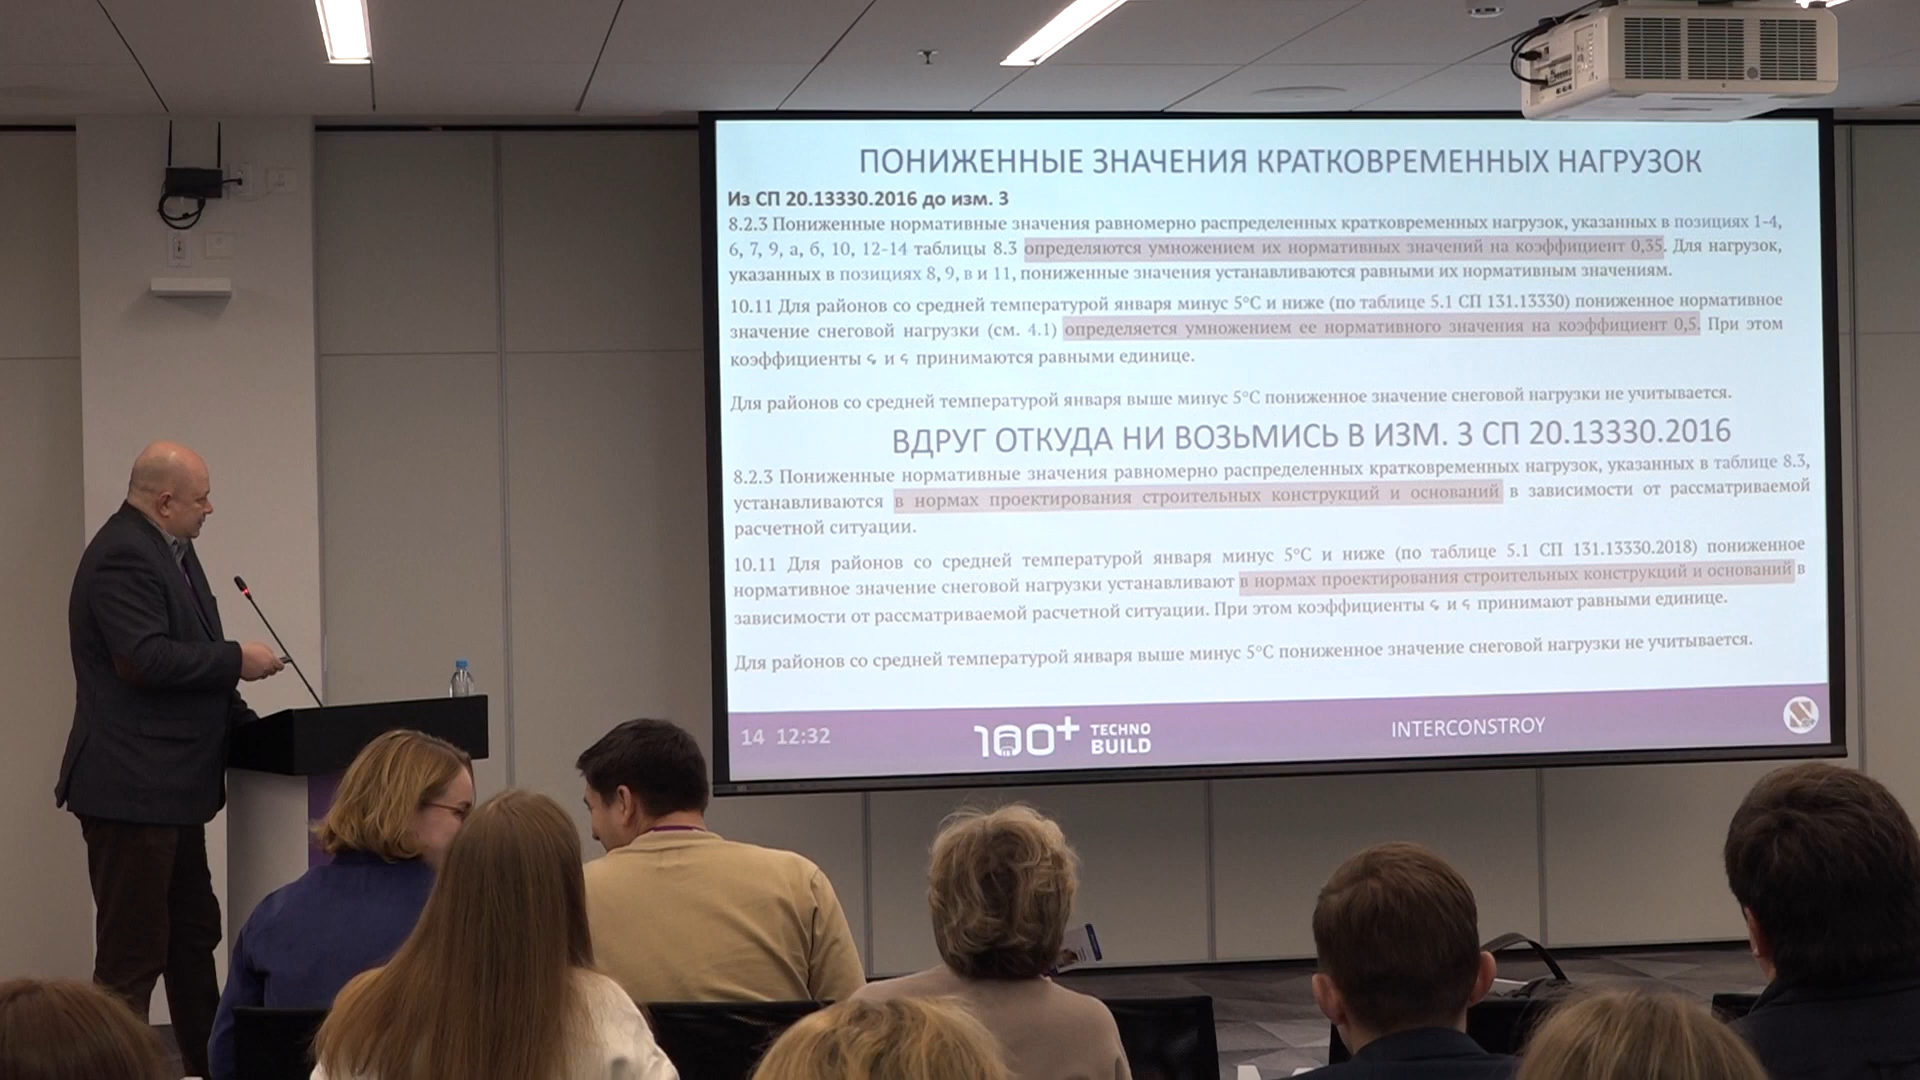 ПОНИЖЕННЫЕ ЗНАЧЕНИЯ КРАТКОВРЕМЕННЫХ НАГРУЗОК
Из СП 20.13330.2016 до изм. 3
8.2.3 Пониженные нормативные значения равномерно распределенных кратковременных нагрузок, указанных в позициях 1-4,
6, 7, 9, а, б, 10, 12-14 таблицы 8.3 определяются умножением их нормативных значений на коэффициент 0,35. Для нагрузок,
указанных в позициях 8, 9, в и 11, пониженные значения устанавливаются равными их нормативным значениям.
10.11 Для районов со средней температурой января минус 5°С и ниже (по таблице 5.1 СП 131.13330) пониженное нормативное
значение снеговой нагрузки (см. 4.1) определяется умножением ее нормативного значения на коэффициент 0,5. При этом
коэффициенты и принимаются равными единице.
Для районов со средней температурой января выше минус 5°С пониженное значение снеговой нагрузки не учитывается.
ВДРУГ ОТКУДА НИ ВОЗЬМИСЬ В ИЗМ. 3 СП 20.13330.2016
8.2.3 Пониженные нормативные значения равномерно распределенных кратковременных нагрузок, указанных в таблице 8.3,
устанавливаются в нормах проектирования строительных конструкций и оснований в зависимости от рассматриваемой
расчетной ситуации.
10.11 Для районов со средней температурой января минус 5°С и ниже (по таблице 5.1 СП 131.13330.2018) пониженное
нормативное значение снеговой нагрузки устанавливают в нормах проектирования строительных конструкций и оснований в
зависимости от рассматриваемой расчетной ситуации. При этом коэффициенты и принимают равными единице.
Для районов со средней температурой января выше минус 5°С пониженное значение снеговой нагрузки не учитывается.
14 12:32
100+ TECHNO BUILD
INTERCONSTROY